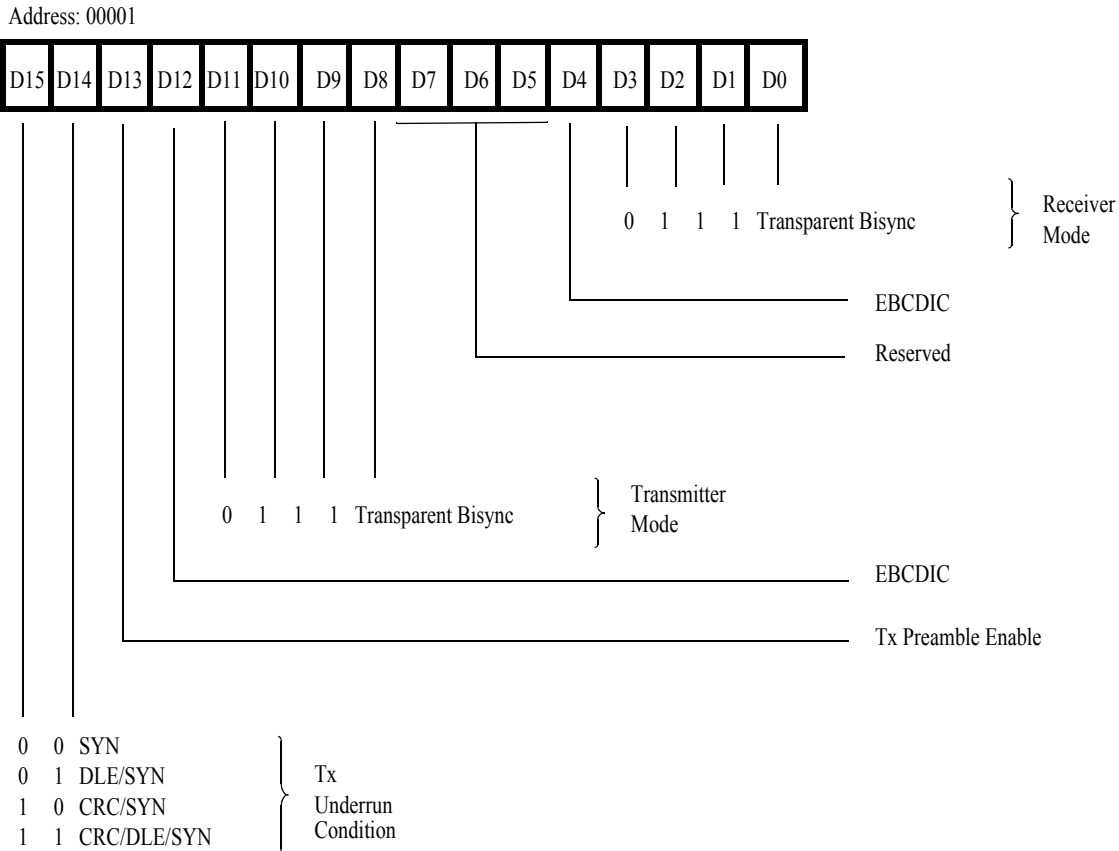 Address: 00001
D15 D14 D13 D12 D11 D10 D9 D8 D7 D6 D5 D4 D3 D2 D1 D0
0 1 1 1 Transparent Bisync
Receiver
Mode
EBCDIC
Reserved
0 1 1 1 Transparent Bisync
Transmitter
Mode
EBCDIC
Tx Preamble Enable
0 0 SYN
0 1 DLE/SYN
1 0 CRC/SYN
1 1 CRC/DLE/SYN
Tx
Underrun
Condition